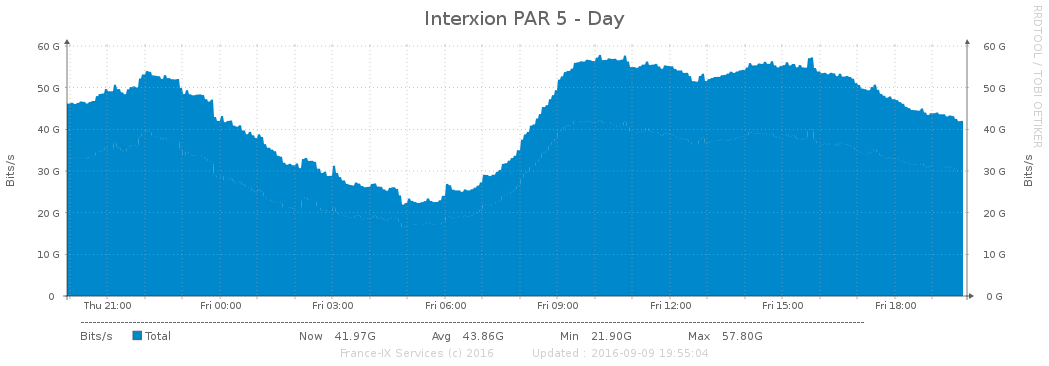 Interxion PAR 5 - Day
RRDTOOL / TOBI OETIKER
60 G 60 G
50 G 50 G
40 G 40 G
30 G 30 G
20 G 20 G
10 G 10 G
0 0 G
Bits/s
Bits/s
Thu 21:00 Fri 00:00 Fri 03:00 Fri 06:00 Fri 09:00 Fri 12:00 Fri 15:00 Fri 18:00
Bits/s Total Now 41.97G Avg 43.86G Min 21.90G Max 57.80G
France-IX Services (c) 2016 Updated : 2016-09-09 19:55:04